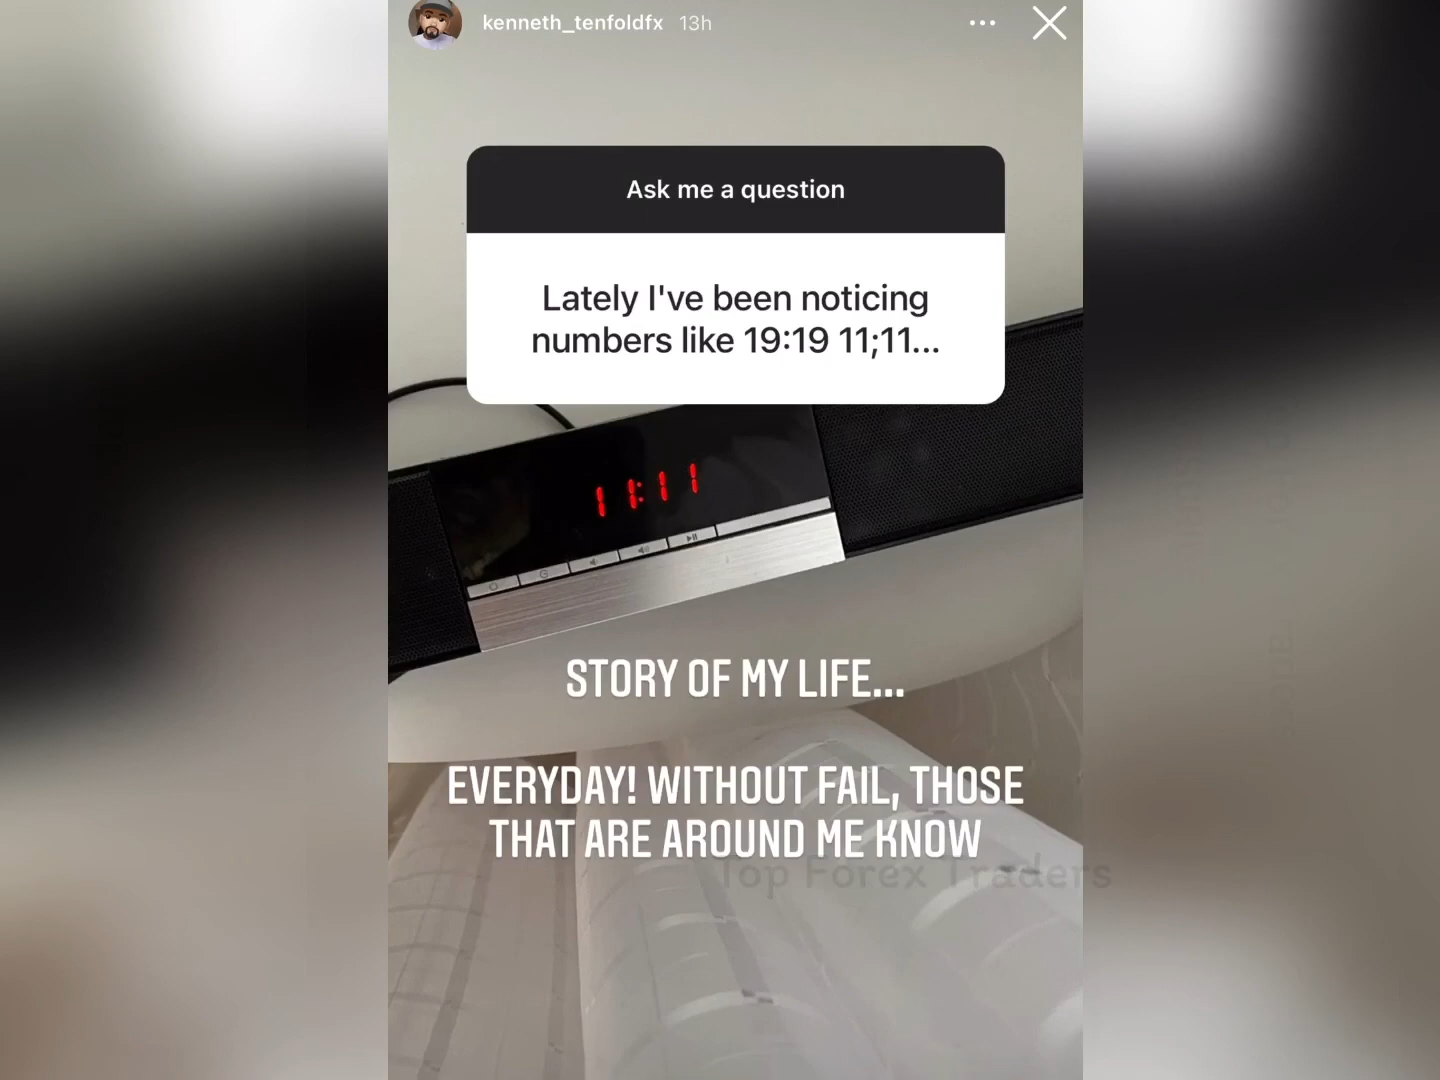 kenneth_tenfoldfx 13h
Ask me a question
Lately I've been noticing
numbers like 19:19 11;11...
11:11
STORY OF MY LIFE...
EVERYDAY! WITHOUT FAIL, THOSE
THAT ARE AROUND ME KNOW
Top Forex Traders